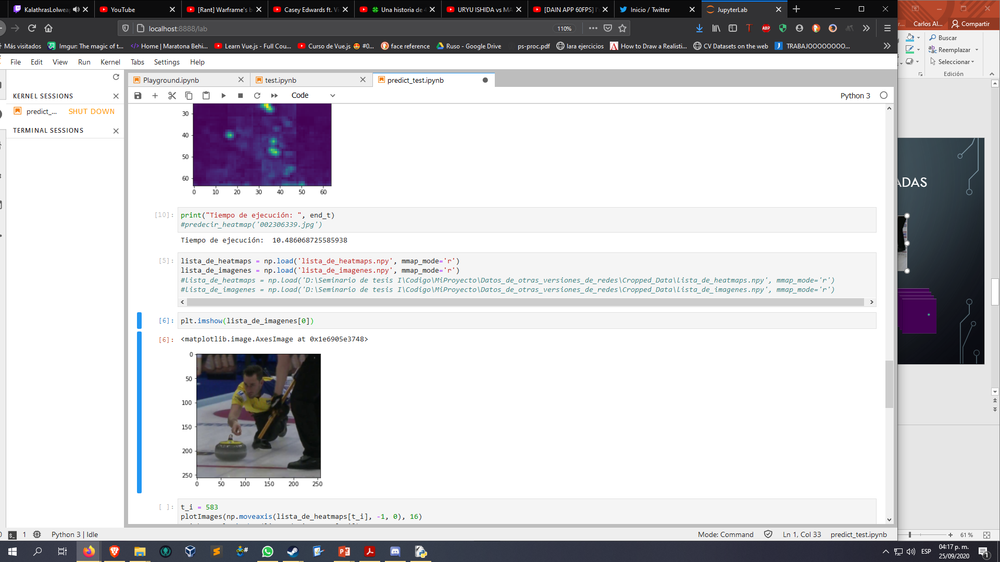 KalathrasLolwea
YouTube
[Rant] Warframe's b
Casey Edwards ft. Vi
Una historia de 4
URYU ISHIDA vs MA
[DAIN APP 60FPS] I'
Inicio / Twitter
JupyterLab
localhost:8888/lab
110%
ABP
Más visitados
Imgur: The magic of t...
Home | Maratona Behi...
Learn Vue.js - Full Cou...
Curso de Vue.js 🤩 #0...
face reference
Ruso - Google Drive
ps-proc.pdf
lara ejercicios
How to Draw a Realisti...
CV Datasets on the web
TRABAJOOOOOOOO...
File Edit View Run Kernel Tabs Settings Help
KERNEL SESSIONS
predict_...
SHUT DOWN
TERMINAL SESSIONS
Playground.ipynb
test.ipynb
predict_test.ipynb
Code
Python 3
30
40
50
60
0 10 20 30 40 50 60
[10]:
print("Tiempo de ejecución: ", end_t)
#predecir_heatmap('002306339.jpg')
Tiempo de ejecución:  10.486068725585938
[5]:
lista_de_heatmaps = np.load('lista_de_heatmaps.npy', mmap_mode='r')
lista_de_imagenes = np.load('lista_de_imagenes.npy', mmap_mode='r')
#lista_de_heatmaps = np.load('D:\Seminario de tesis I\Codigo\MiProyecto\Datos_de_otras_versiones_de_redes\Cropped_Data\lista_de_heatmaps.npy', mmap_mode='r')
#lista_de_imagenes = np.load('D:\Seminario de tesis I\Codigo\MiProyecto\Datos_de_otras_versiones_de_redes\Cropped_Data\lista_de_imagenes.npy', mmap_mode='r')
[6]:
plt.imshow(lista_de_imagenes[0])
[6]:
<matplotlib.image.AxesImage at 0x1e6905e3748>
0
50
100
150
200
250
0 50 100 150 200 250
[ ]:
t_i = 583
plotImages(np.moveaxis(lista_de_heatmaps[t_i], -1, 0), 16)
1
Python 3 | Idle
Mode: Command
Ln 1, Col 33
predict_test.ipynb
Carlos Al...
Compartir
Buscar
Reemplazar
Seleccionar
Edición
ADAS
61 %
ESP
04:17 p. m.
25/09/2020
1